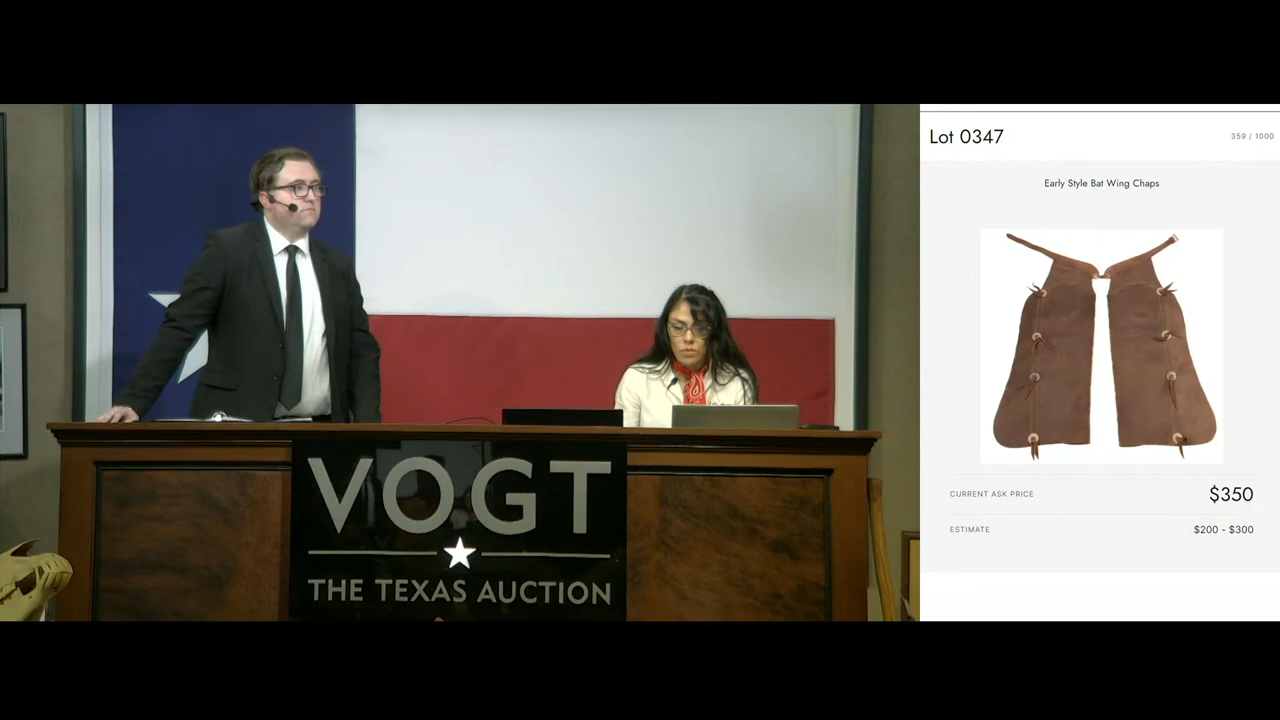 Lot 0347
359 / 1000
Early Style Bat Wing Chaps
CURRENT ASK PRICE
$350
ESTIMATE
$200 - $300
VOGT
THE TEXAS AUCTION